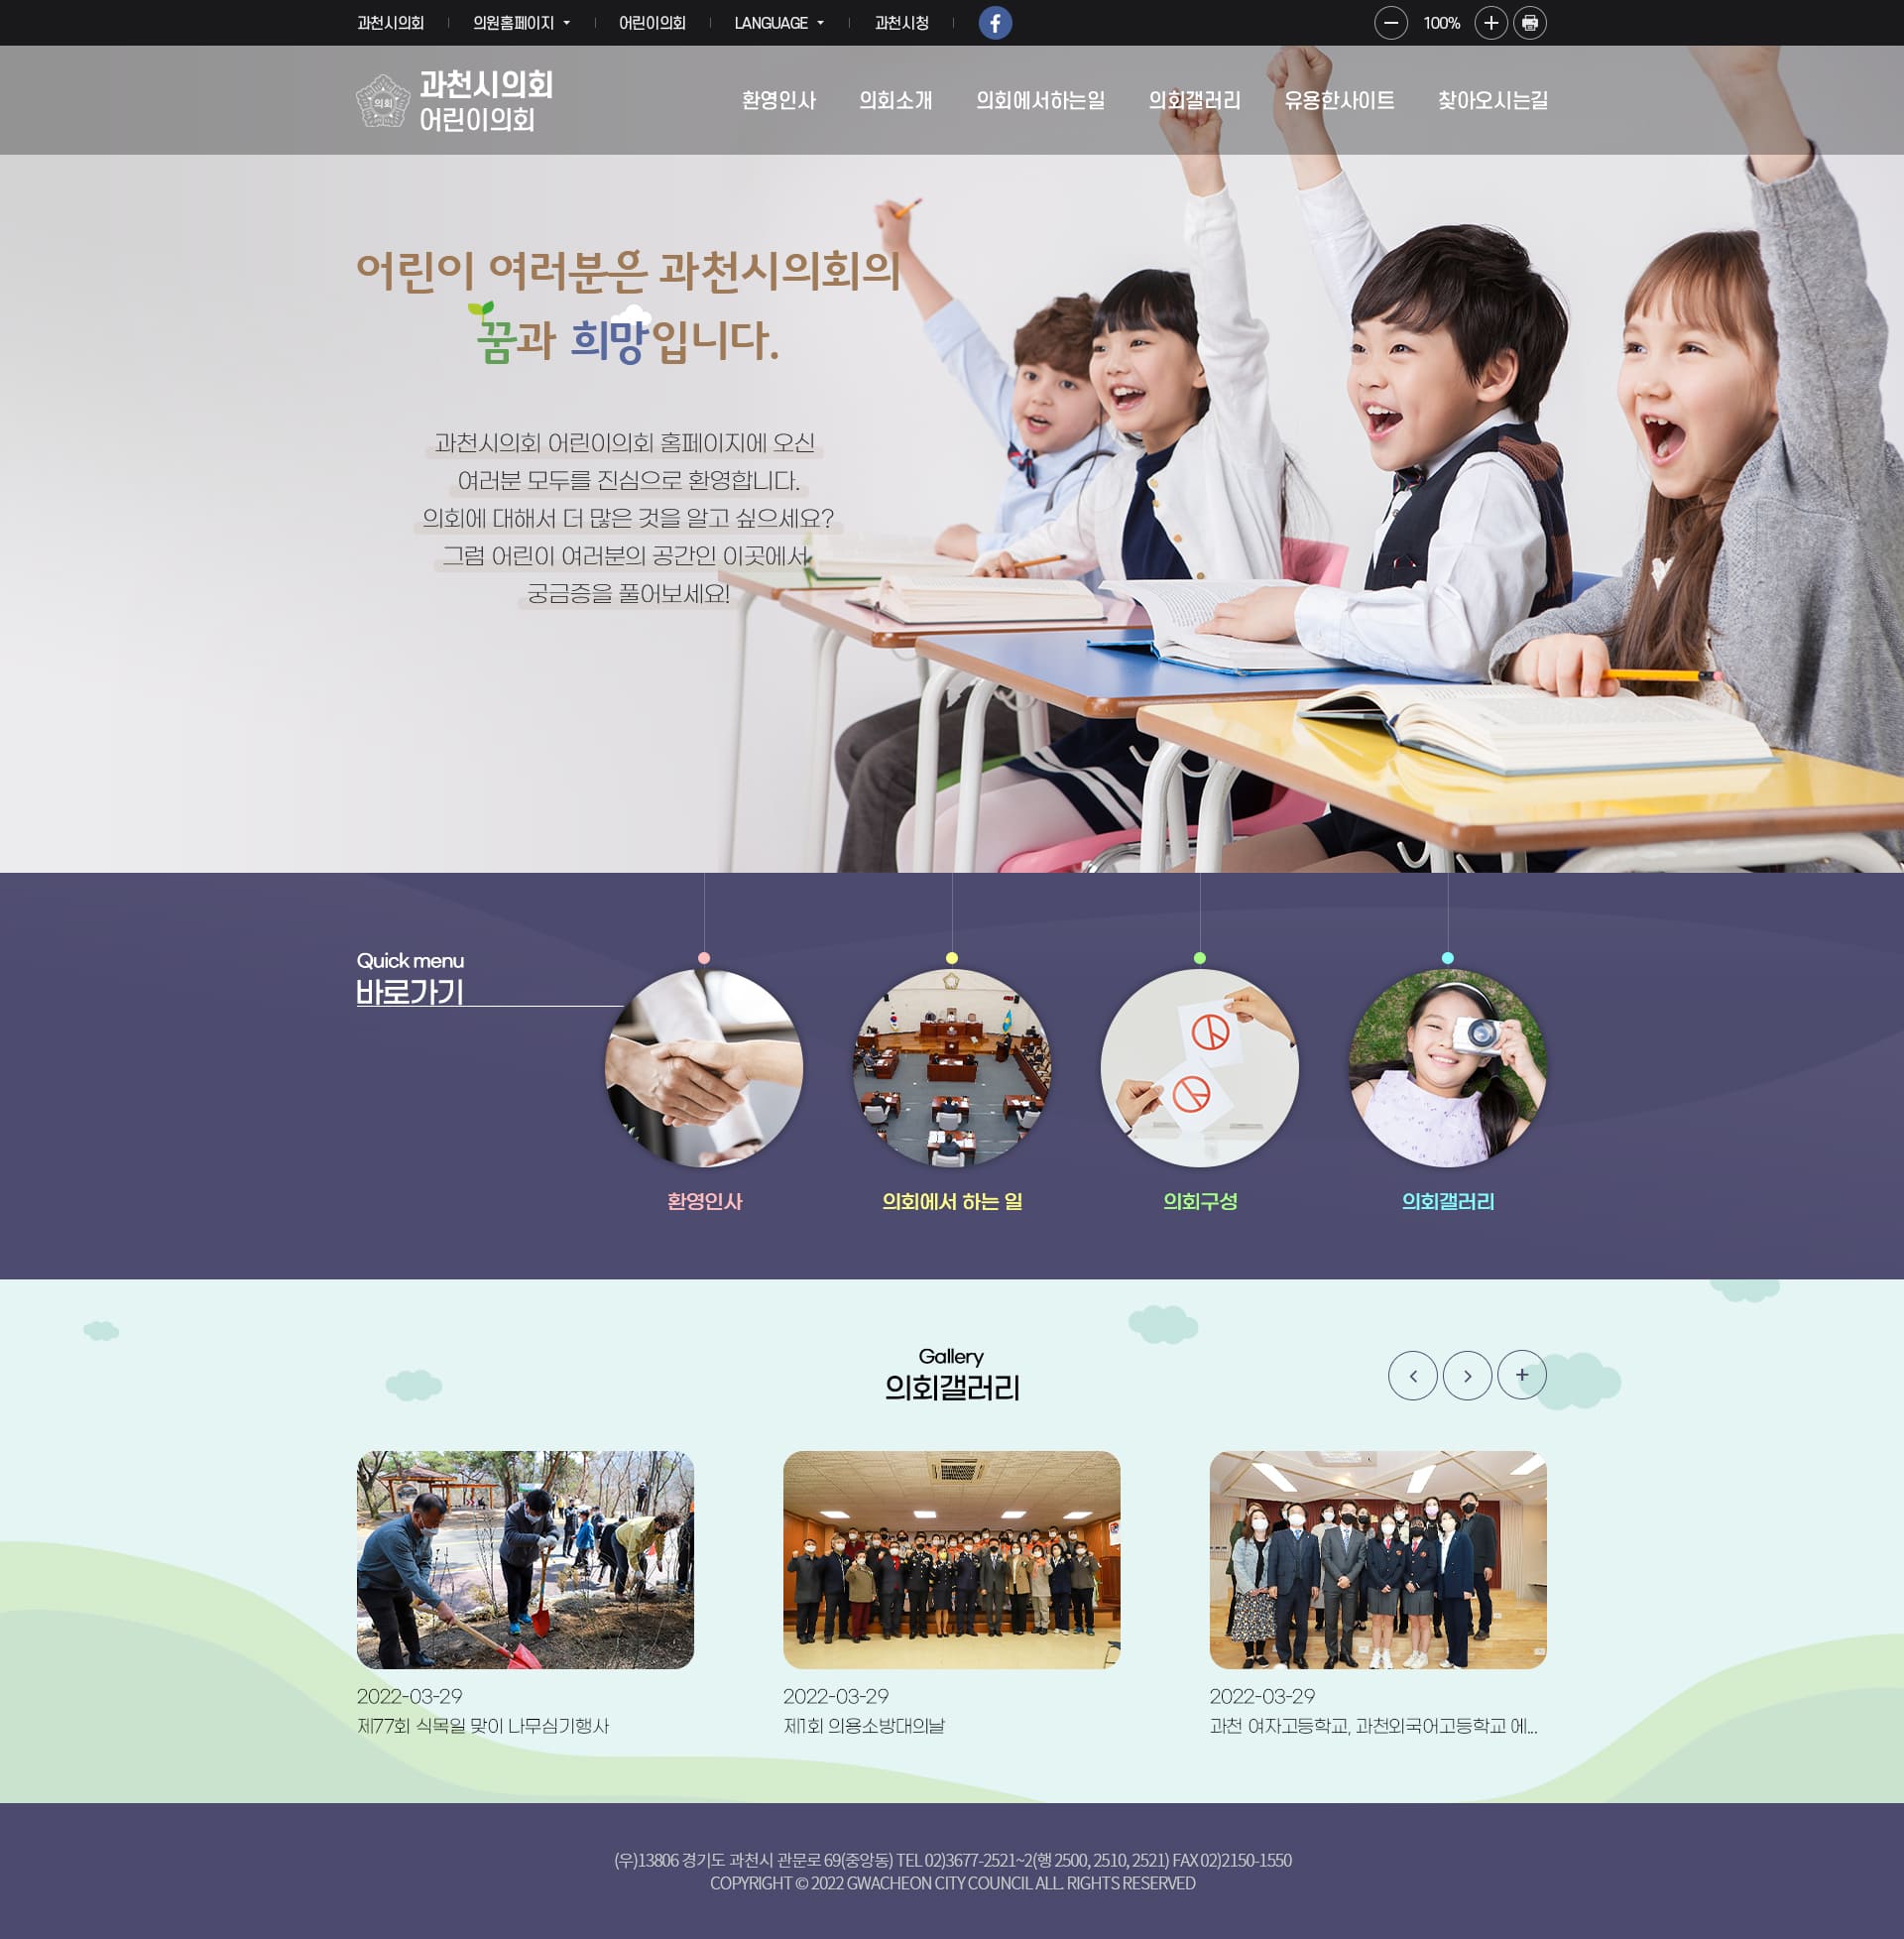 과천시의회
의원홈페이지
어린이의회
LANGUAGE
과천시청
100%
의회
과천시의회
어린이의회
환영인사
의회소개
의회에서하는일
의회갤러리
유용한사이트
찾아오시는길
어린이 여러분은 과천시의회의
꿈과 희망입니다.
과천시의회 어린이의회 홈페이지에 오신
여러분 모두를 진심으로 환영합니다.
의회에 대해서 더 많은 것을 알고 싶으세요?
그럼 어린이 여러분의 공간인 이곳에서
궁금증을 풀어보세요!
Quick menu
바로가기
환영인사
의회에서 하는 일
의회구성
의회갤러리
Gallery
의회갤러리
2022-03-29
제77회 식목일 맞이 나무심기행사
2022-03-29
제1회 의용소방대의날
2022-03-29
과천 여자고등학교, 과천외국어고등학교 에...
(우)13806 경기도 과천시 관문로 69(중앙동) TEL 02)3677-2521~2(행 2500, 2510, 2521) FAX 02)2150-1550
COPYRIGHT © 2022 GWACHEON CITY COUNCIL ALL. RIGHTS RESERVED